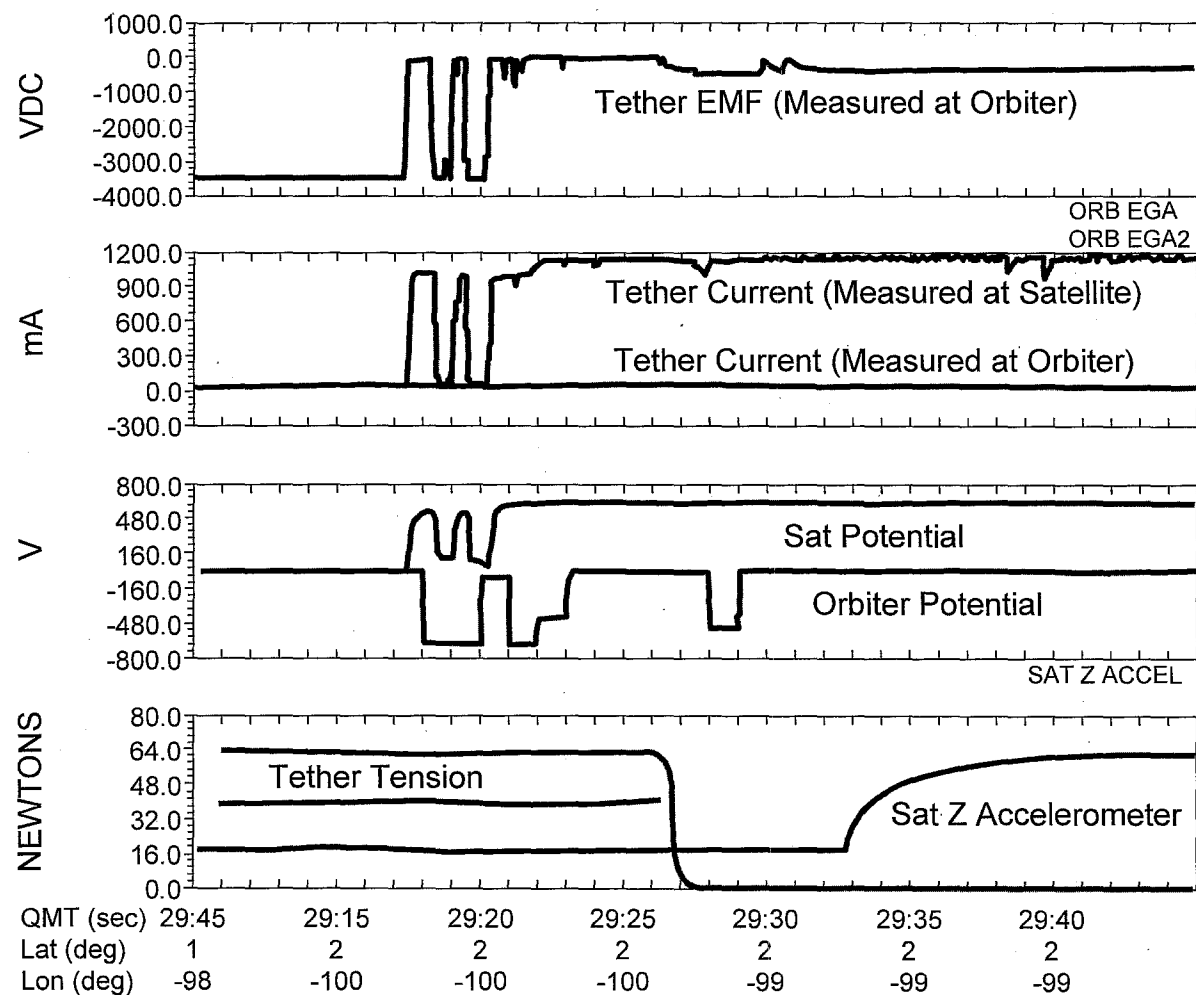 1000.0
0.0
-1000.0
-2000.0
-3000.0
-4000.0
VDC
Tether EMF (Measured at Orbiter)
ORB EGA
ORB EGA2
1200.0
900.0
600.0
300.0
0.0
-300.0
mA
Tether Current (Measured at Satellite)
Tether Current (Measured at Orbiter)
800.0
480.0
160.0
-160.0
-480.0
-800.0
V
Sat Potential
Orbiter Potential
SAT Z ACCEL
80.0
64.0
48.0
32.0
16.0
0.0
NEWTONS
Tether Tension
Sat Z Accelerometer
QMT (sec) 29:45 29:15 29:20 29:25 29:30 29:35 29:40
Lat (deg) 1 2 2 2 2 2 2
Lon (deg) -98 -100 -100 -100 -99 -99 -99